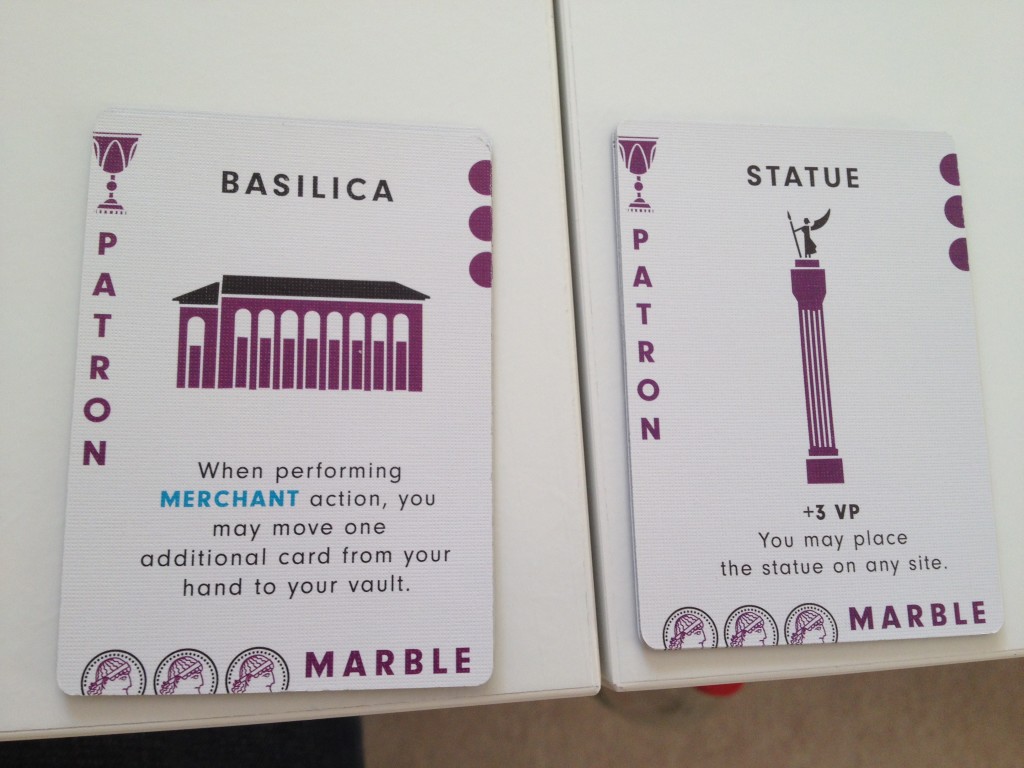 BASILICA
PATRON
When performing
MERCHANT action, you
may move one
additional card from your
hand to your vault.
MARBLE
STATUE
PATRON
+3 VP
You may place
the statue on any site.
MARBLE